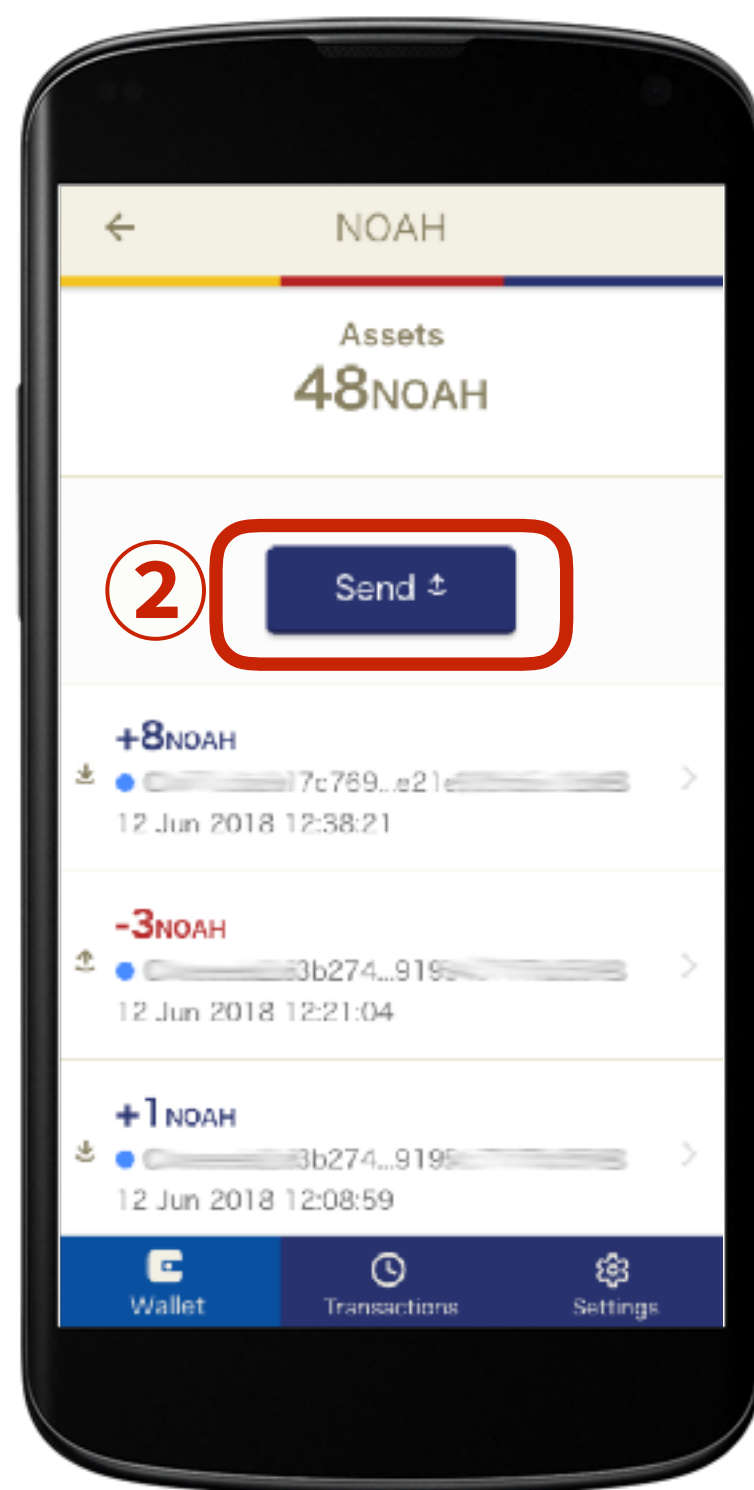 NOAH
Assets
48NOAH
2
Send
+8NOAH
7c769...e21e
12 Jun 2018 12:38:21
-3NOAH
3b274...919
12 Jun 2018 12:21:04
+1NOAH
3b274...919
12 Jun 2018 12:08:59
Wallet
Transactions
Settings